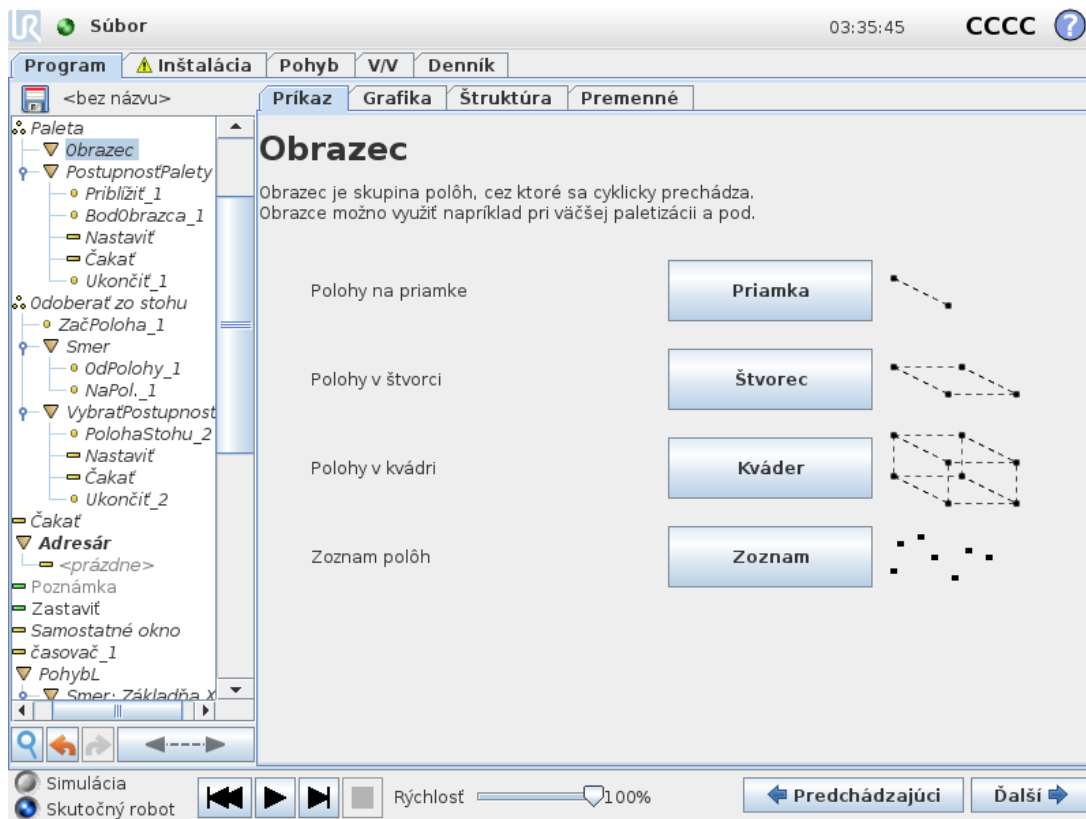 UR Súbor 03:35:45 CCCC ?
Program Inštalácia Pohyb V/V Denník
<bez názvu>
Príkaz Grafika Štruktúra Premenné
Paleta
Obrazec
PostupnosťPalety
Priblížiť_1
BodObrazca_1
Nastaviť
Čakať
Ukončiť_1
Odoberať zo stohu
ZačPoloha_1
Smer
OdPolohy_1
NaPol._1
VybraťPostupnosť
PolohaStohu_2
Nastaviť
Čakať
Ukončiť_2
Čakať
Adresár
<prázdne>
Poznámka
Zastaviť
Samostatné okno
časovač_1
PohybL
Smer: Základňa X
Obrazec
Obrazec je skupina polôh, cez ktoré sa cyklicky prechádza.
Obrazce možno využiť napríklad pri väčšej paletizácii a pod.
Polohy na priamke Priamka
Polohy v štvorci Štvorec
Polohy v kvádri Kváder
Zoznam polôh Zoznam
Simulácia
Skutočný robot
Rýchlosť 100%
Predchádzajúci Ďalší